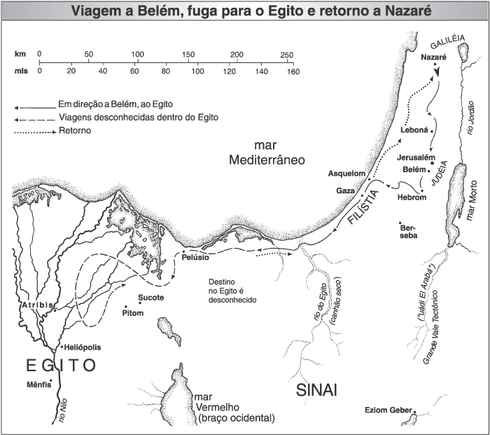 Viagem a Belém, fuga para o Egito e retorno a Nazaré
km
0 50 100 150 200 250
mls
0 20 40 60 80 100 120 140 160
Em direção a Belém, ao Egito
Viagens desconhecidas dentro do Egito
Retorno
GALILÉIA
Nazaré
rio Jordão
mar
Mediterrâneo
Leboná
Jerusalém
Belém
JUDÉIA
Asquelom
Gaza
FILÍSTIA
Hebrom
mar Morto
Ber-
seba
Pelúsio
Destino
no Egito é
desconhecido
rio do Egito
(canhão seco)
("uádi El Arabá")
Grande Vale Tectônico
Sucote
Pitom
Atribis
Heliópolis
EGITO
Mênfis
rio Nilo
mar
Vermelho
(braço ocidental)
SINAI
Eziom Geber